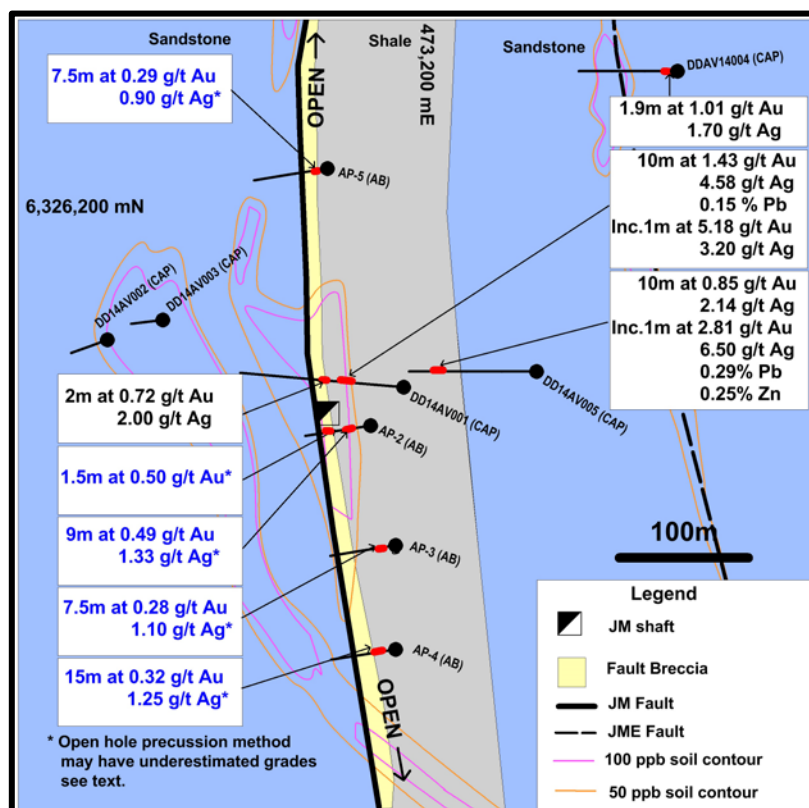 Sandstone
Shale
473,200 mE
Sandstone
OPEN
DDAV14004 (CAP)
7.5m at 0.29 g/t Au
0.90 g/t Ag*
1.9m at 1.01 g/t Au
1.70 g/t Ag
AP-5 (AB)
10m at 1.43 g/t Au
4.58 g/t Ag
0.15 % Pb
Inc.1m at 5.18 g/t Au
3.20 g/t Ag
6,326,200 mN
DD14AV002 (CAP)
DD14AV003 (CAP)
10m at 0.85 g/t Au
2.14 g/t Ag
Inc.1m at 2.81 g/t Au
6.50 g/t Ag
0.29% Pb
0.25% Zn
2m at 0.72 g/t Au
2.00 g/t Ag
DD14AV001 (CAP)
DD14AV005 (CAP)
AP-2 (AB)
1.5m at 0.50 g/t Au*
9m at 0.49 g/t Au
1.33 g/t Ag*
100m
AP-3 (AB)
7.5m at 0.28 g/t Au
1.10 g/t Ag*
AP-4 (AB)
15m at 0.32 g/t Au
1.25 g/t Ag*
OPEN
* Open hole precussion method
may have underestimated grades
see text.
Legend
JM shaft
Fault Breccia
JM Fault
JME Fault
100 ppb soil contour
50 ppb soil contour